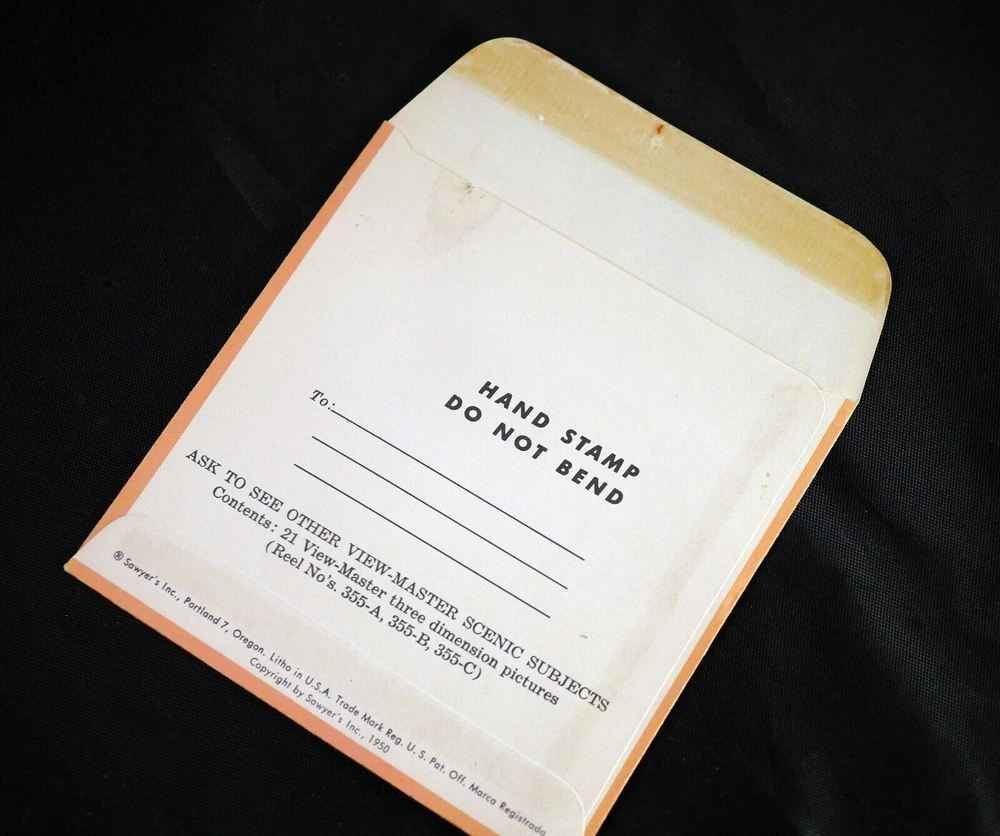 HAND STAMP
DO NOT BEND
To:
ASK TO SEE OTHER VIEW-MASTER SCENIC SUBJECTS
Contents: 21 View-Master three dimension pictures
(Reel No's. 355-A, 355-B, 355-C)
® Sawyer's Inc., Portland 7, Oregon. Litho in U.S.A. Trade Mark Reg. U. S. Pat. Off. Marca Registrada
Copyright by Sawyer's Inc., 1950